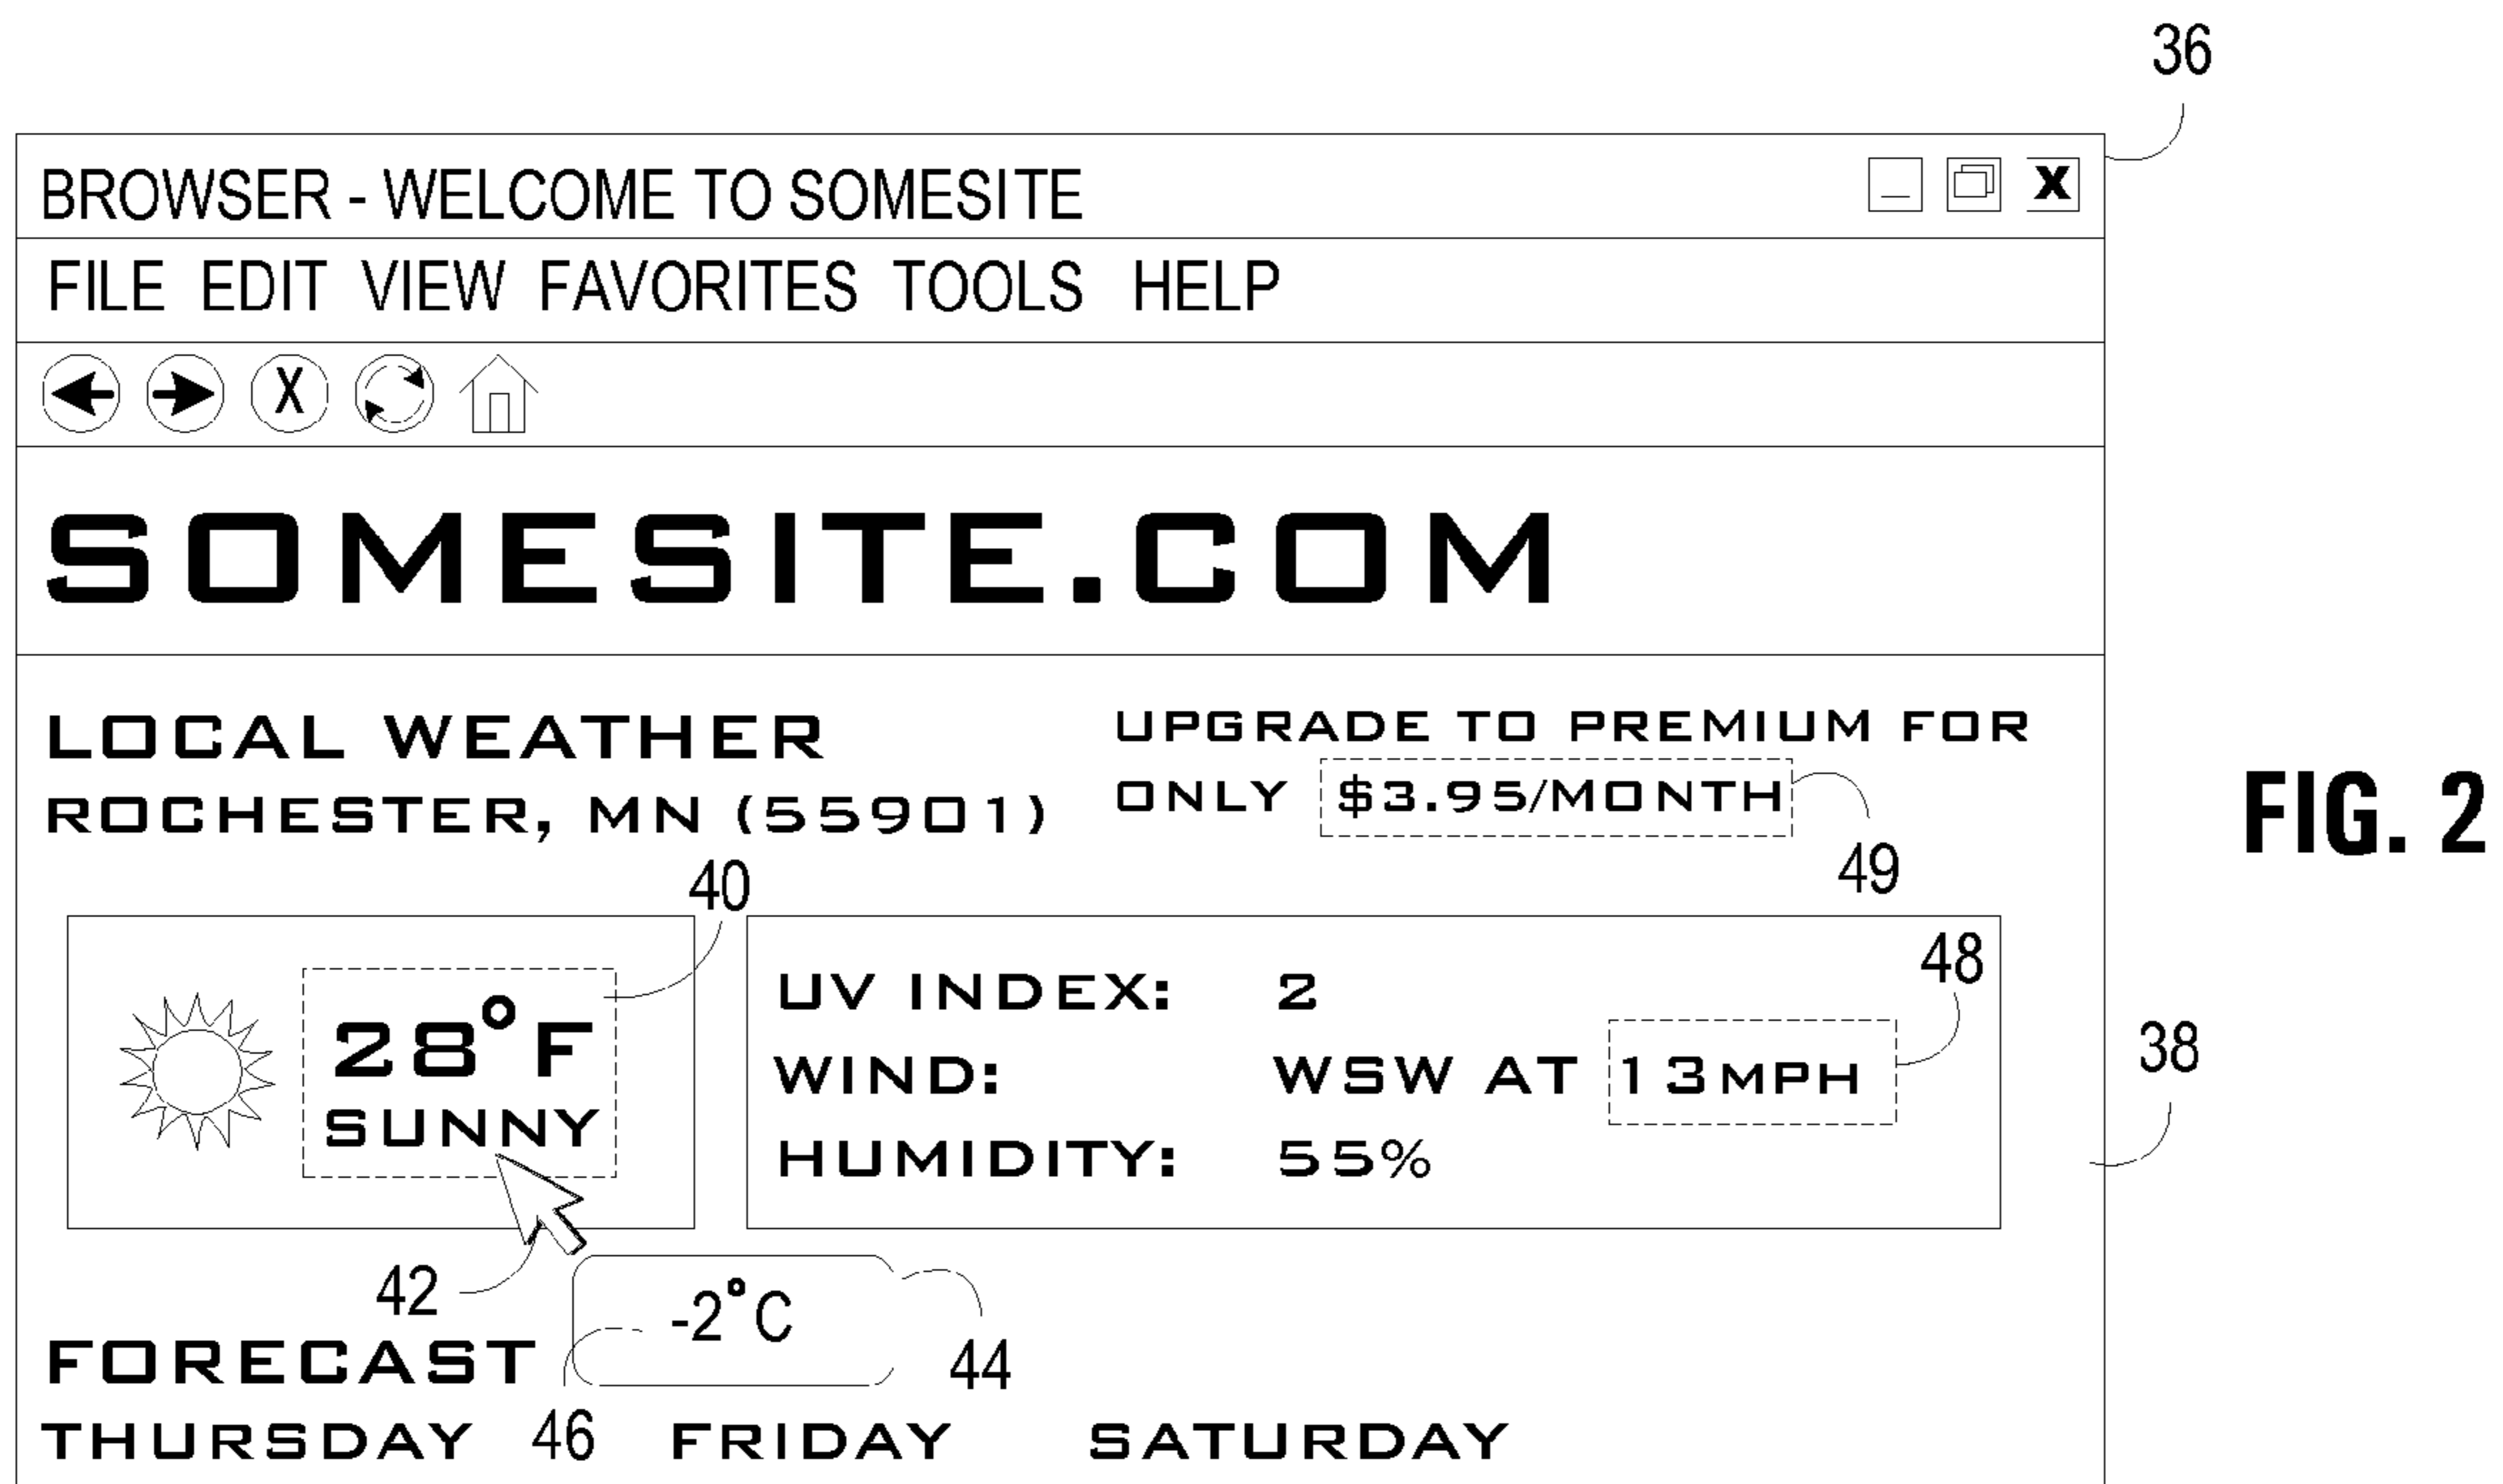 36
BROWSER - WELCOME TO SOMESITE
X
FILE EDIT VIEW FAVORITES TOOLS HELP
X
SOMESITE.COM
LOCAL WEATHER
ROCHESTER, MN (55901)
UPGRADE TO PREMIUM FOR
ONLY $3.95/MONTH
49
FIG. 2
40
28°F
SUNNY
UV INDEX: 2
WIND: WSW AT 13MPH
HUMIDITY: 55%
48
38
42
-2°C
44
FORECAST
46
THURSDAY FRIDAY SATURDAY